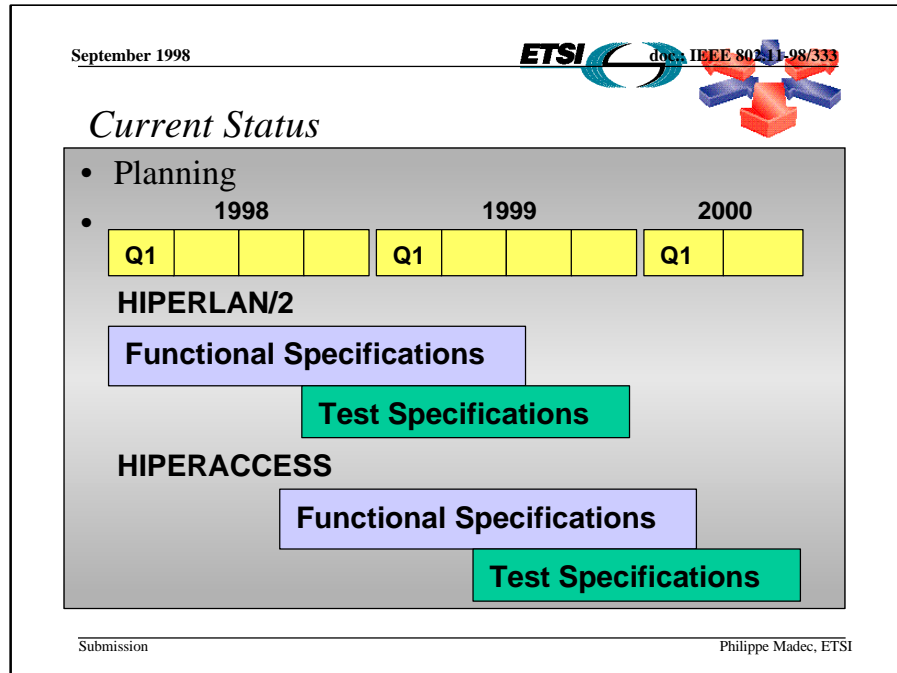 September 1998
ETSI
doc.: IEEE 802.11-98/333
Current Status
• Planning
•
1998 1999 2000
Q1 Q1 Q1
HIPERLAN/2
Functional Specifications
Test Specifications
HIPERACCESS
Functional Specifications
Test Specifications
Submission
Philippe Madec, ETSI